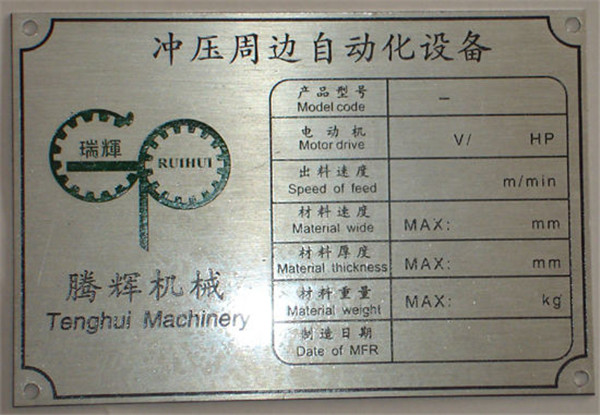 冲压周边自动化设备
瑞輝
RUIHUI
腾辉机械
Tenghui Machinery
产品型号
Model code
–
电动机
Motor drive
V/ HP
出料速度
Speed of feed
m/min
材料速度
Material wide
MAX: mm
材料厚度
Material thickness
MAX: mm
材料重量
Material weight
MAX: kg
制造日期
Date of MFR